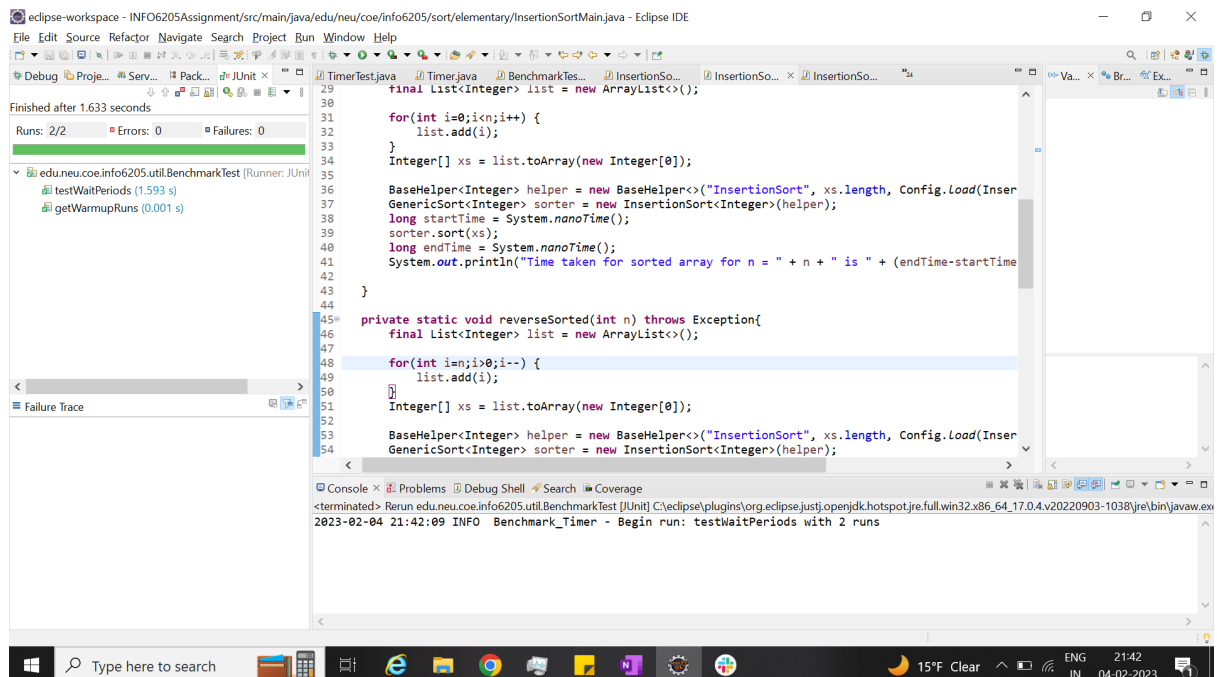 eclipse-workspace - INFO6205Assignment/src/main/java/edu/neu/coe/info6205/sort/elementary/InsertionSortMain.java - Eclipse IDE
File Edit Source Refactor Navigate Search Project Run Window Help
Debug Proje... Serv... Pack... JUnit
Finished after 1.633 seconds
Runs: 2/2 Errors: 0 Failures: 0
edu.neu.coe.info6205.util.BenchmarkTest [Runner: JUnit
testWaitPeriods (1.593 s)
getWarmupRuns (0.001 s)
Failure Trace
TimerTest.java Timer.java BenchmarkTes... InsertionSo... InsertionSo... InsertionSo... »24
29 final List<Integer> list = new ArrayList<>();
30
31 for(int i=0;i<n;i++) {
32 list.add(i);
33 }
34 Integer[] xs = list.toArray(new Integer[0]);
35
36 BaseHelper<Integer> helper = new BaseHelper<>("InsertionSort", xs.length, Config.load(Inser
37 GenericSort<Integer> sorter = new InsertionSort<Integer>(helper);
38 long startTime = System.nanoTime();
39 sorter.sort(xs);
40 long endTime = System.nanoTime();
41 System.out.println("Time taken for sorted array for n = " + n + " is " + (endTime-startTime
42
43 }
44
45 private static void reverseSorted(int n) throws Exception{
46 final List<Integer> list = new ArrayList<>();
47
48 for(int i=n;i>0;i--) {
49 list.add(i);
50 }
51 Integer[] xs = list.toArray(new Integer[0]);
52
53 BaseHelper<Integer> helper = new BaseHelper<>("InsertionSort", xs.length, Config.load(Inser
54 GenericSort<Integer> sorter = new InsertionSort<Integer>(helper);
Va... Br... Ex...
Console Problems Debug Shell Search Coverage
<terminated> Rerun edu.neu.coe.info6205.util.BenchmarkTest [JUnit] C:\eclipse\plugins\org.eclipse.justj.openjdk.hotspot.jre.full.win32.x86_64_17.0.4.v20220903-1038\jre\bin\javaw.exe
2023-02-04 21:42:09 INFO Benchmark_Timer - Begin run: testWaitPeriods with 2 runs
Type here to search
15°F Clear
ENG
IN
21:42
04-02-2023
1